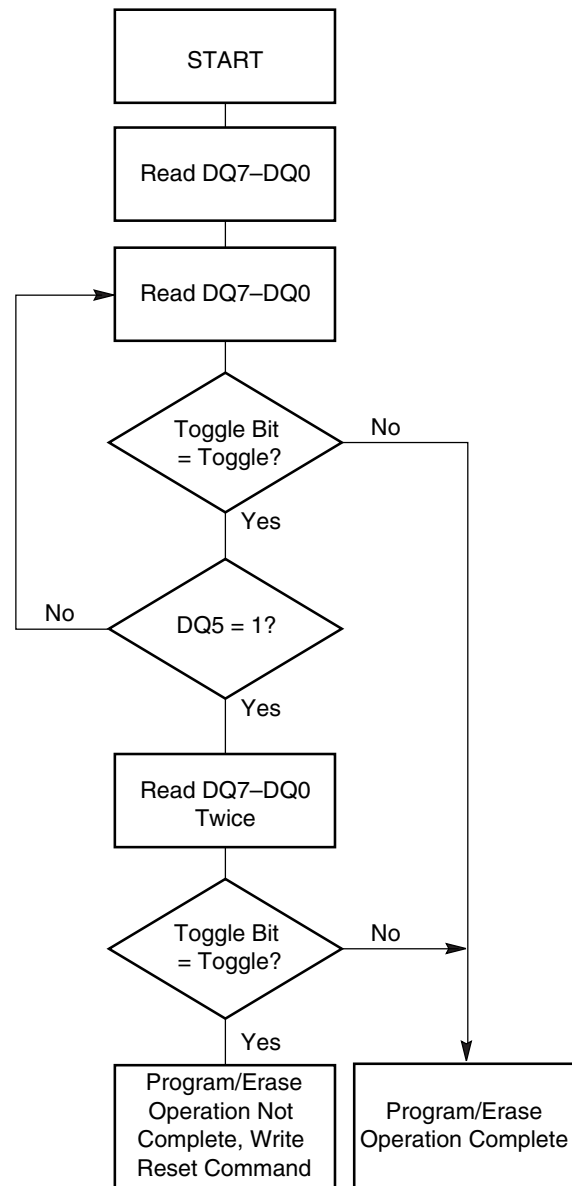 START
Read DQ7–DQ0
Read DQ7–DQ0
Toggle Bit
= Toggle?
No
Yes
No
DQ5 = 1?
Yes
Read DQ7–DQ0
Twice
Toggle Bit
= Toggle?
No
Yes
Program/Erase
Operation Not
Complete, Write
Reset Command
Program/Erase
Operation Complete